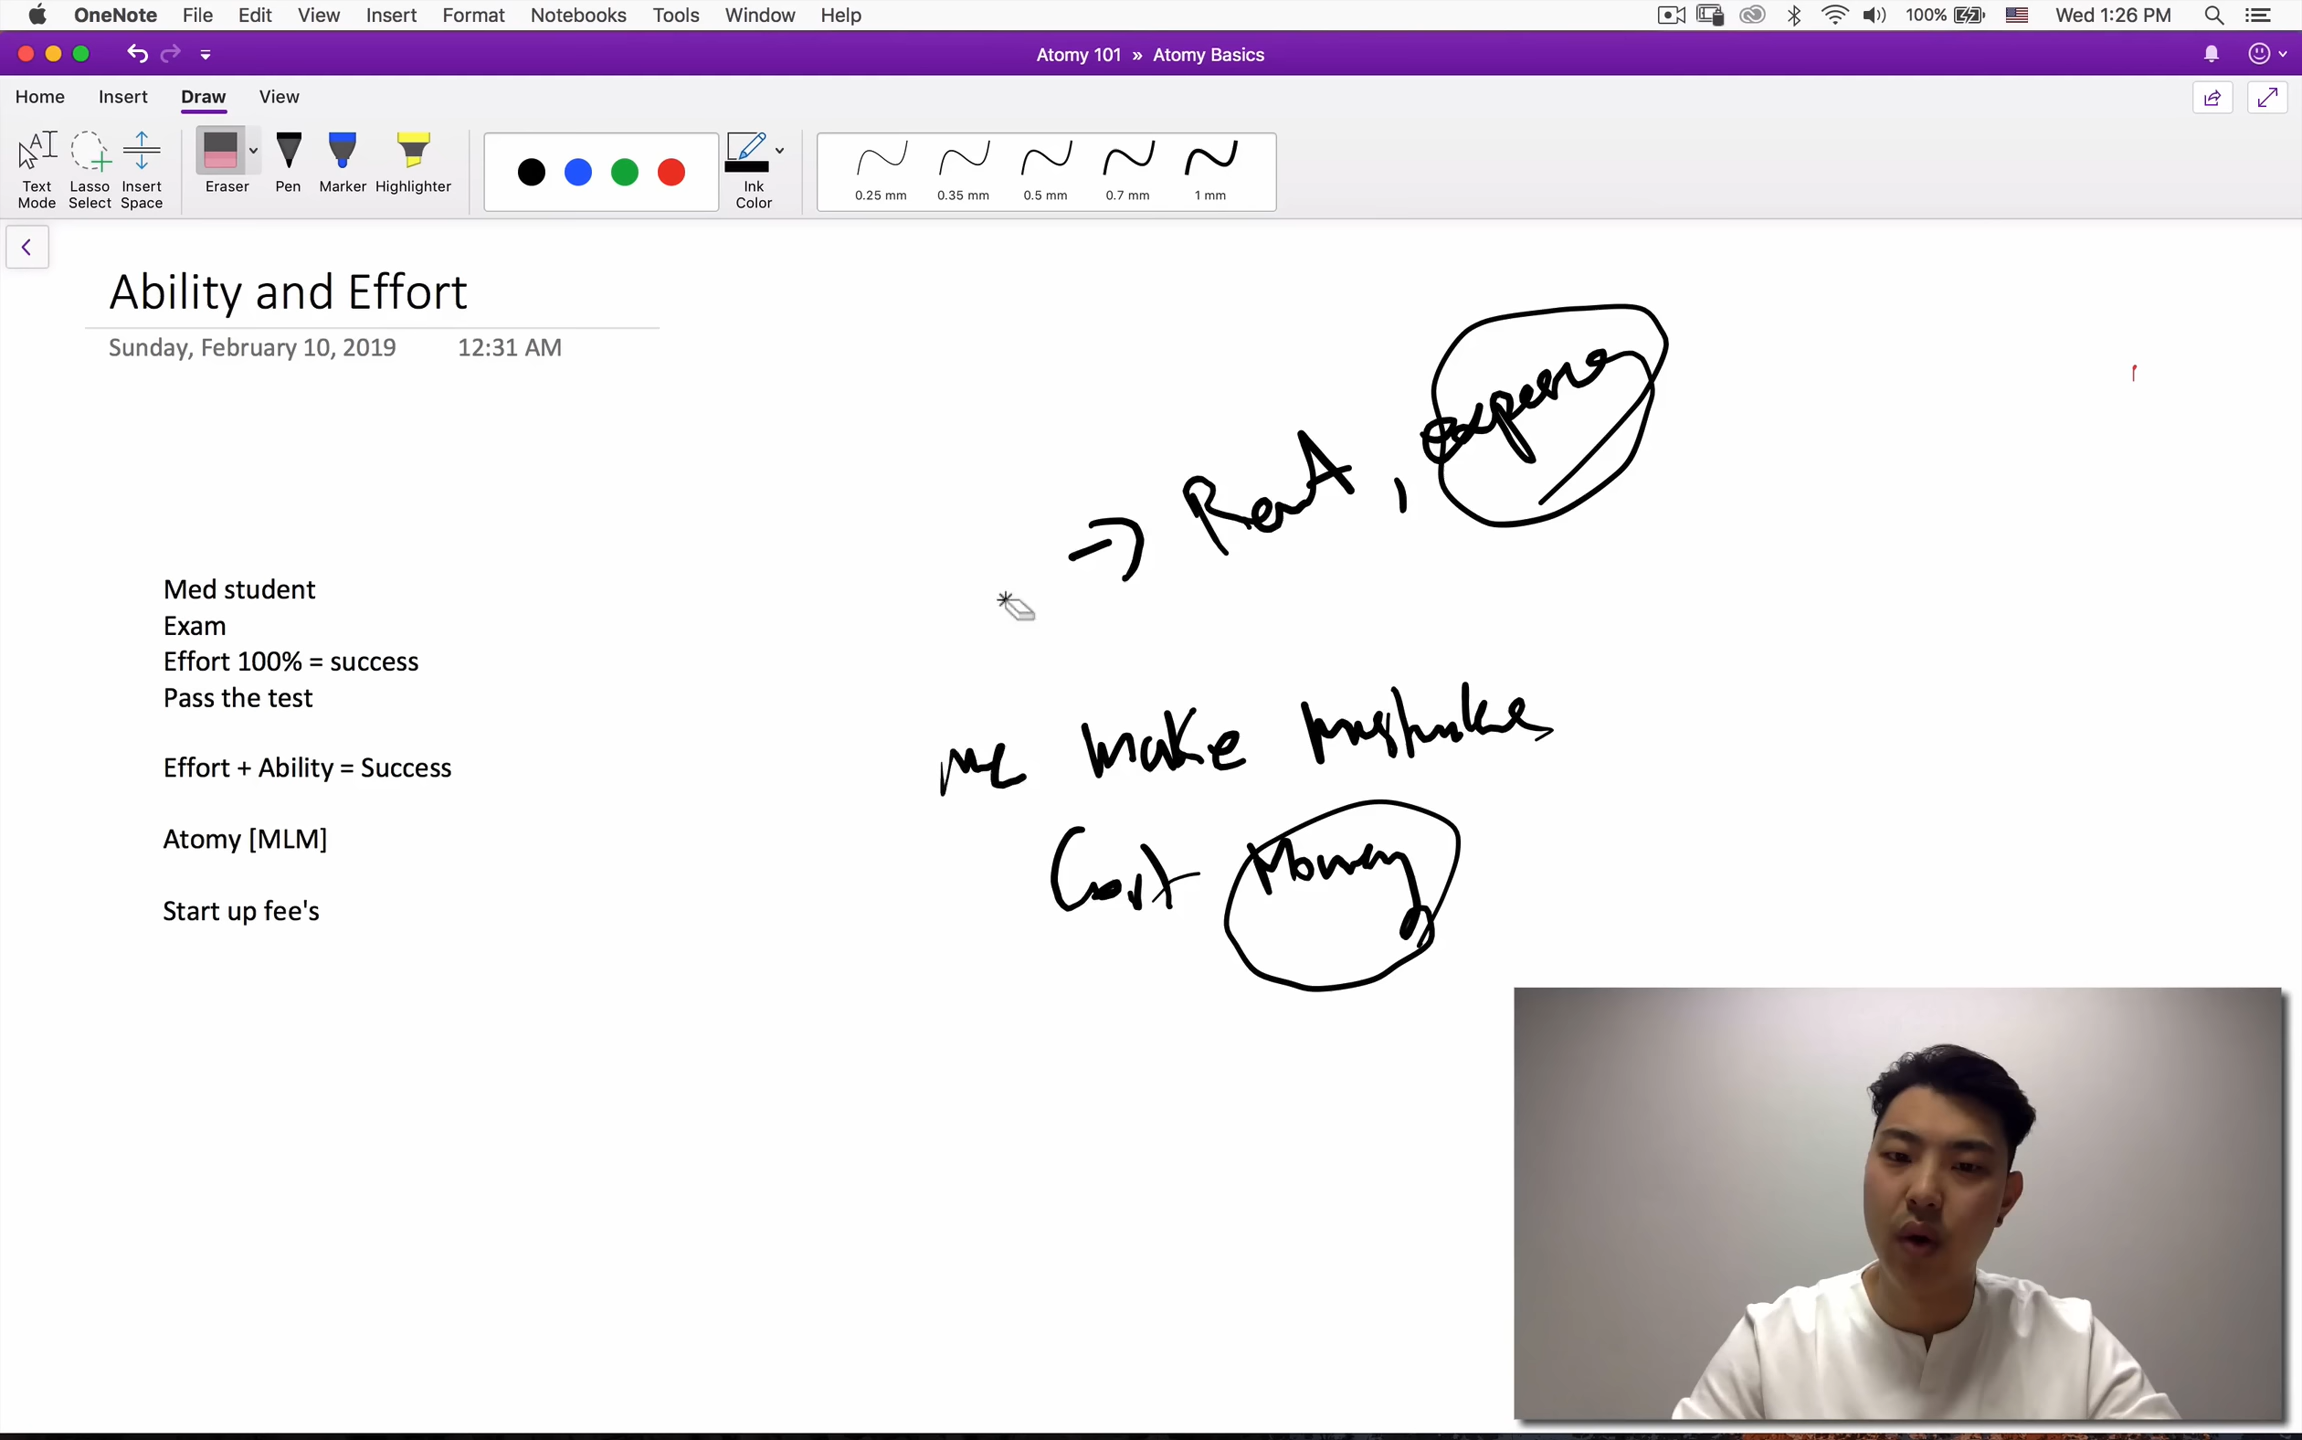 OneNote File Edit View Insert Format Notebooks Tools Window Help 100% Wed 1:26 PM
Atomy 101 » Atomy Basics
Home Insert Draw View
Text Mode Lasso Select Insert Space Eraser Pen Marker Highlighter Ink Color 0.25 mm 0.35 mm 0.5 mm 0.7 mm 1 mm
Ability and Effort
Sunday, February 10, 2019 12:31 AM
→ Rent, expense
Med student
Exam
Effort 100% = success
Pass the test
Effort + Ability = Success
Atomy [MLM]
Start up fee's
make mistakes
Cost Money